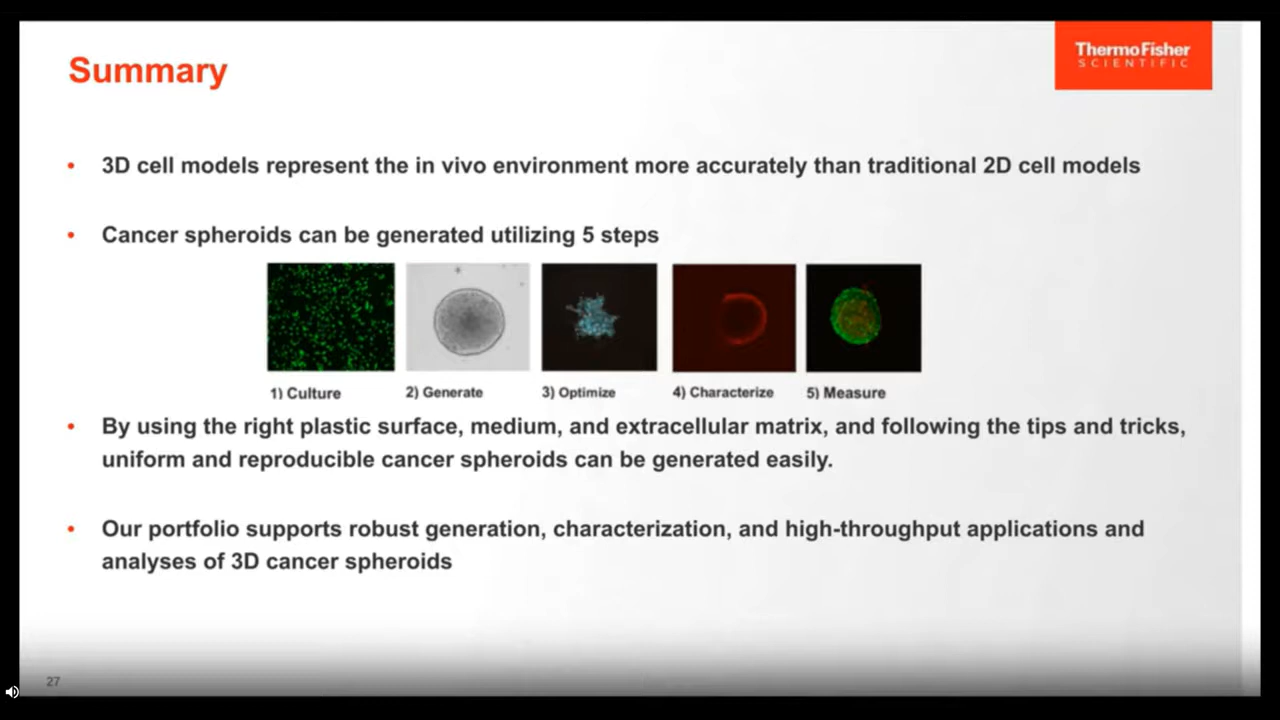 Summary
ThermoFisher
SCIENTIFIC
• 3D cell models represent the in vivo environment more accurately than traditional 2D cell models
• Cancer spheroids can be generated utilizing 5 steps
1) Culture 2) Generate 3) Optimize 4) Characterize 5) Measure
• By using the right plastic surface, medium, and extracellular matrix, and following the tips and tricks,
uniform and reproducible cancer spheroids can be generated easily.
• Our portfolio supports robust generation, characterization, and high-throughput applications and
analyses of 3D cancer spheroids
27